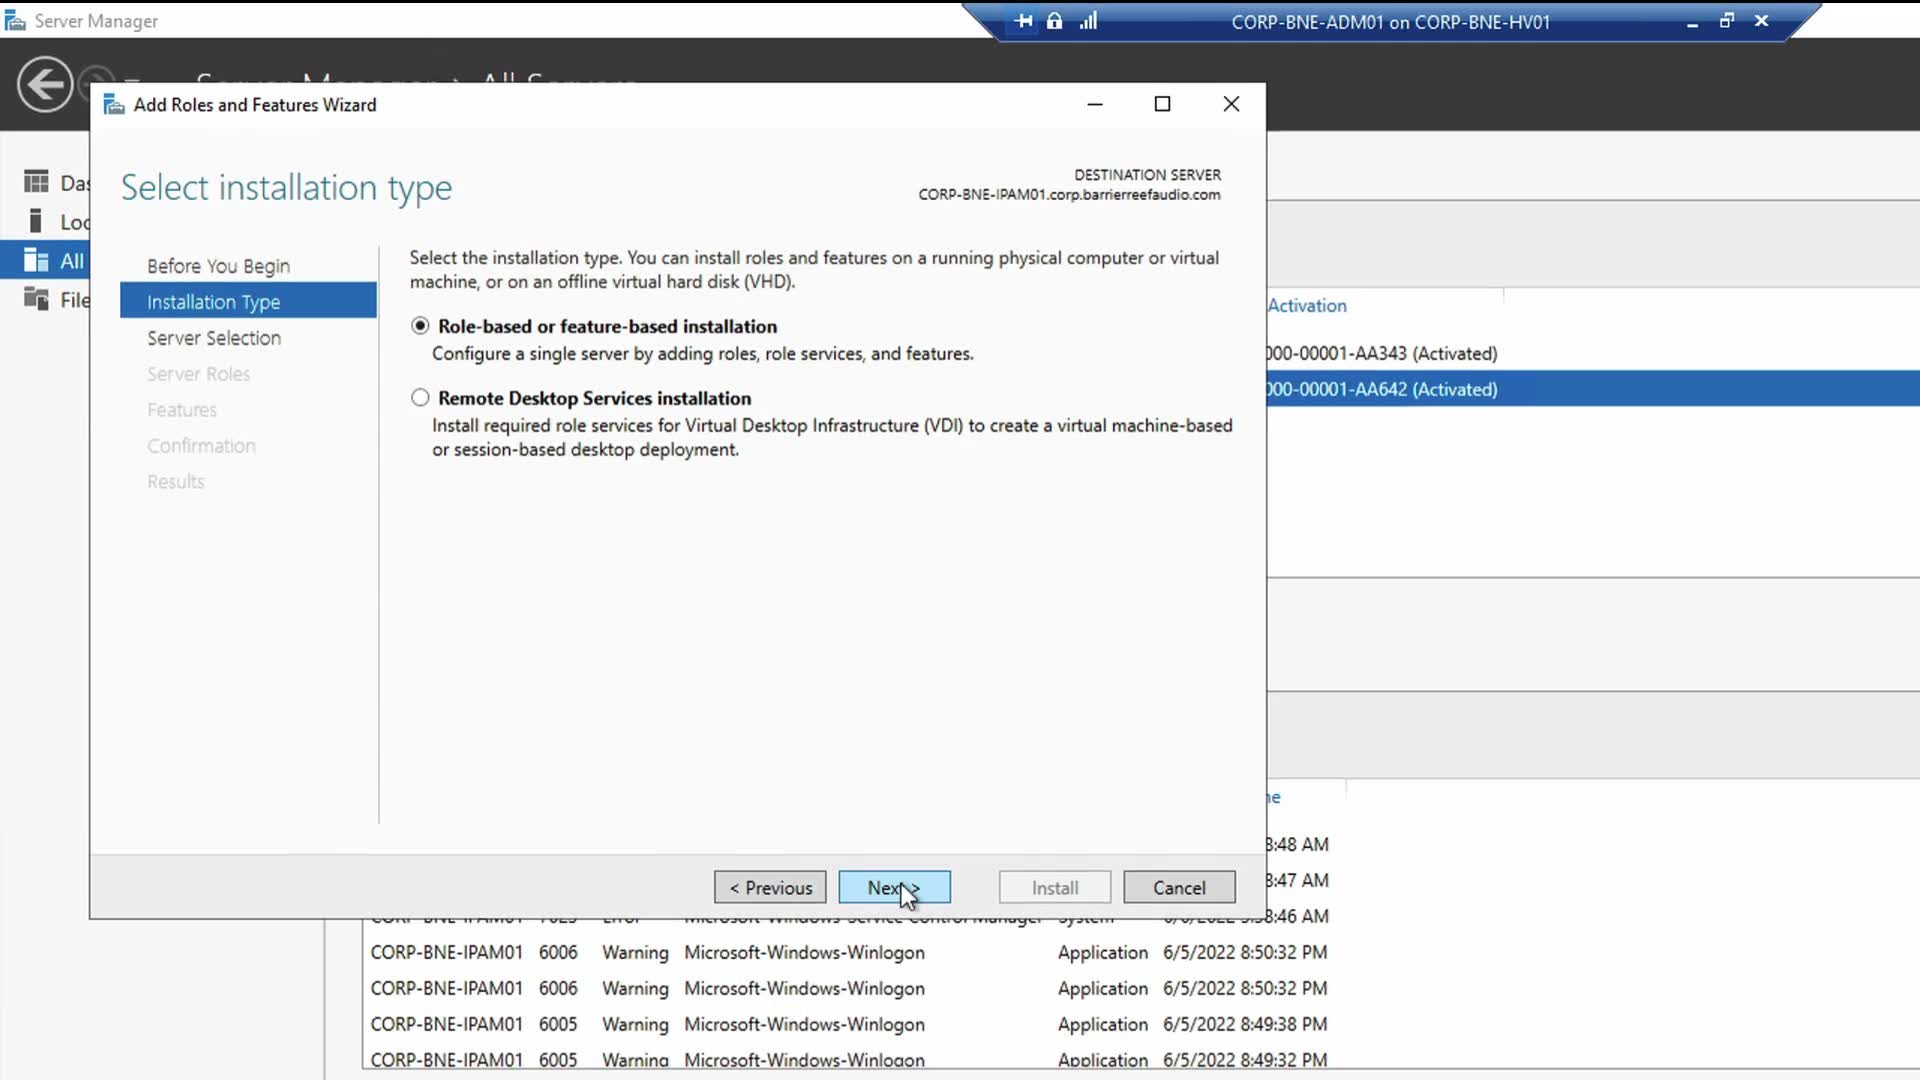 Server Manager
CORP-BNE-ADM01 on CORP-BNE-HV01
Server Manager All Servers
Add Roles and Features Wizard
Select installation type
DESTINATION SERVER
CORP-BNE-IPAM01.corp.barrierreefaudio.com
Das
Loc
All
File
Before You Begin
Installation Type
Server Selection
Server Roles
Features
Confirmation
Results
Select the installation type. You can install roles and features on a running physical computer or virtual
machine, or on an offline virtual hard disk (VHD).
Role-based or feature-based installation
Configure a single server by adding roles, role services, and features.
Remote Desktop Services installation
Install required role services for Virtual Desktop Infrastructure (VDI) to create a virtual machine-based
or session-based desktop deployment.
Activation
000-00001-AA343 (Activated)
000-00001-AA642 (Activated)
< Previous
Next >
Install
Cancel
8:48 AM
8:47 AM
8:46 AM
CORP-BNE-IPAM01 6006 Warning Microsoft-Windows-Winlogon Application 6/5/2022 8:50:32 PM
CORP-BNE-IPAM01 6006 Warning Microsoft-Windows-Winlogon Application 6/5/2022 8:50:32 PM
CORP-BNE-IPAM01 6005 Warning Microsoft-Windows-Winlogon Application 6/5/2022 8:49:38 PM
CORP-BNE-IPAM01 6005 Warning Microsoft-Windows-Winlogon Application 6/5/2022 8:49:32 PM